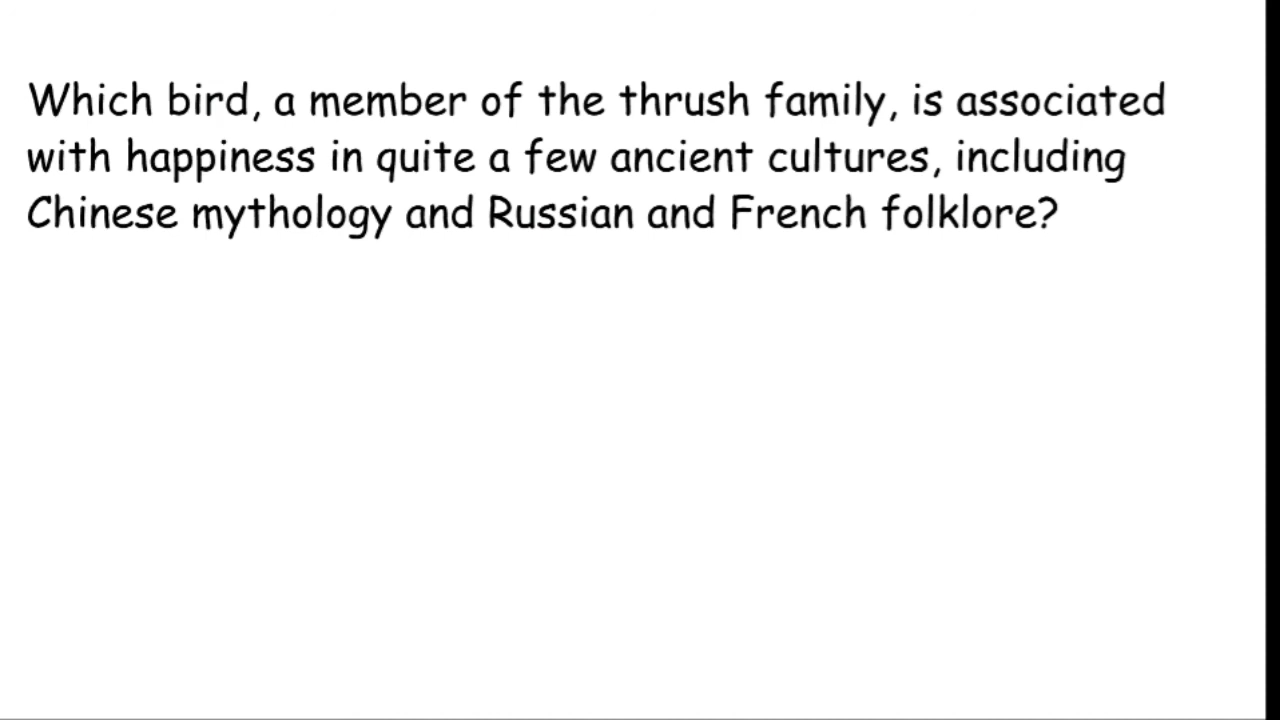 Which bird, a member of the thrush family, is associated
with happiness in quite a few ancient cultures, including
Chinese mythology and Russian and French folklore?